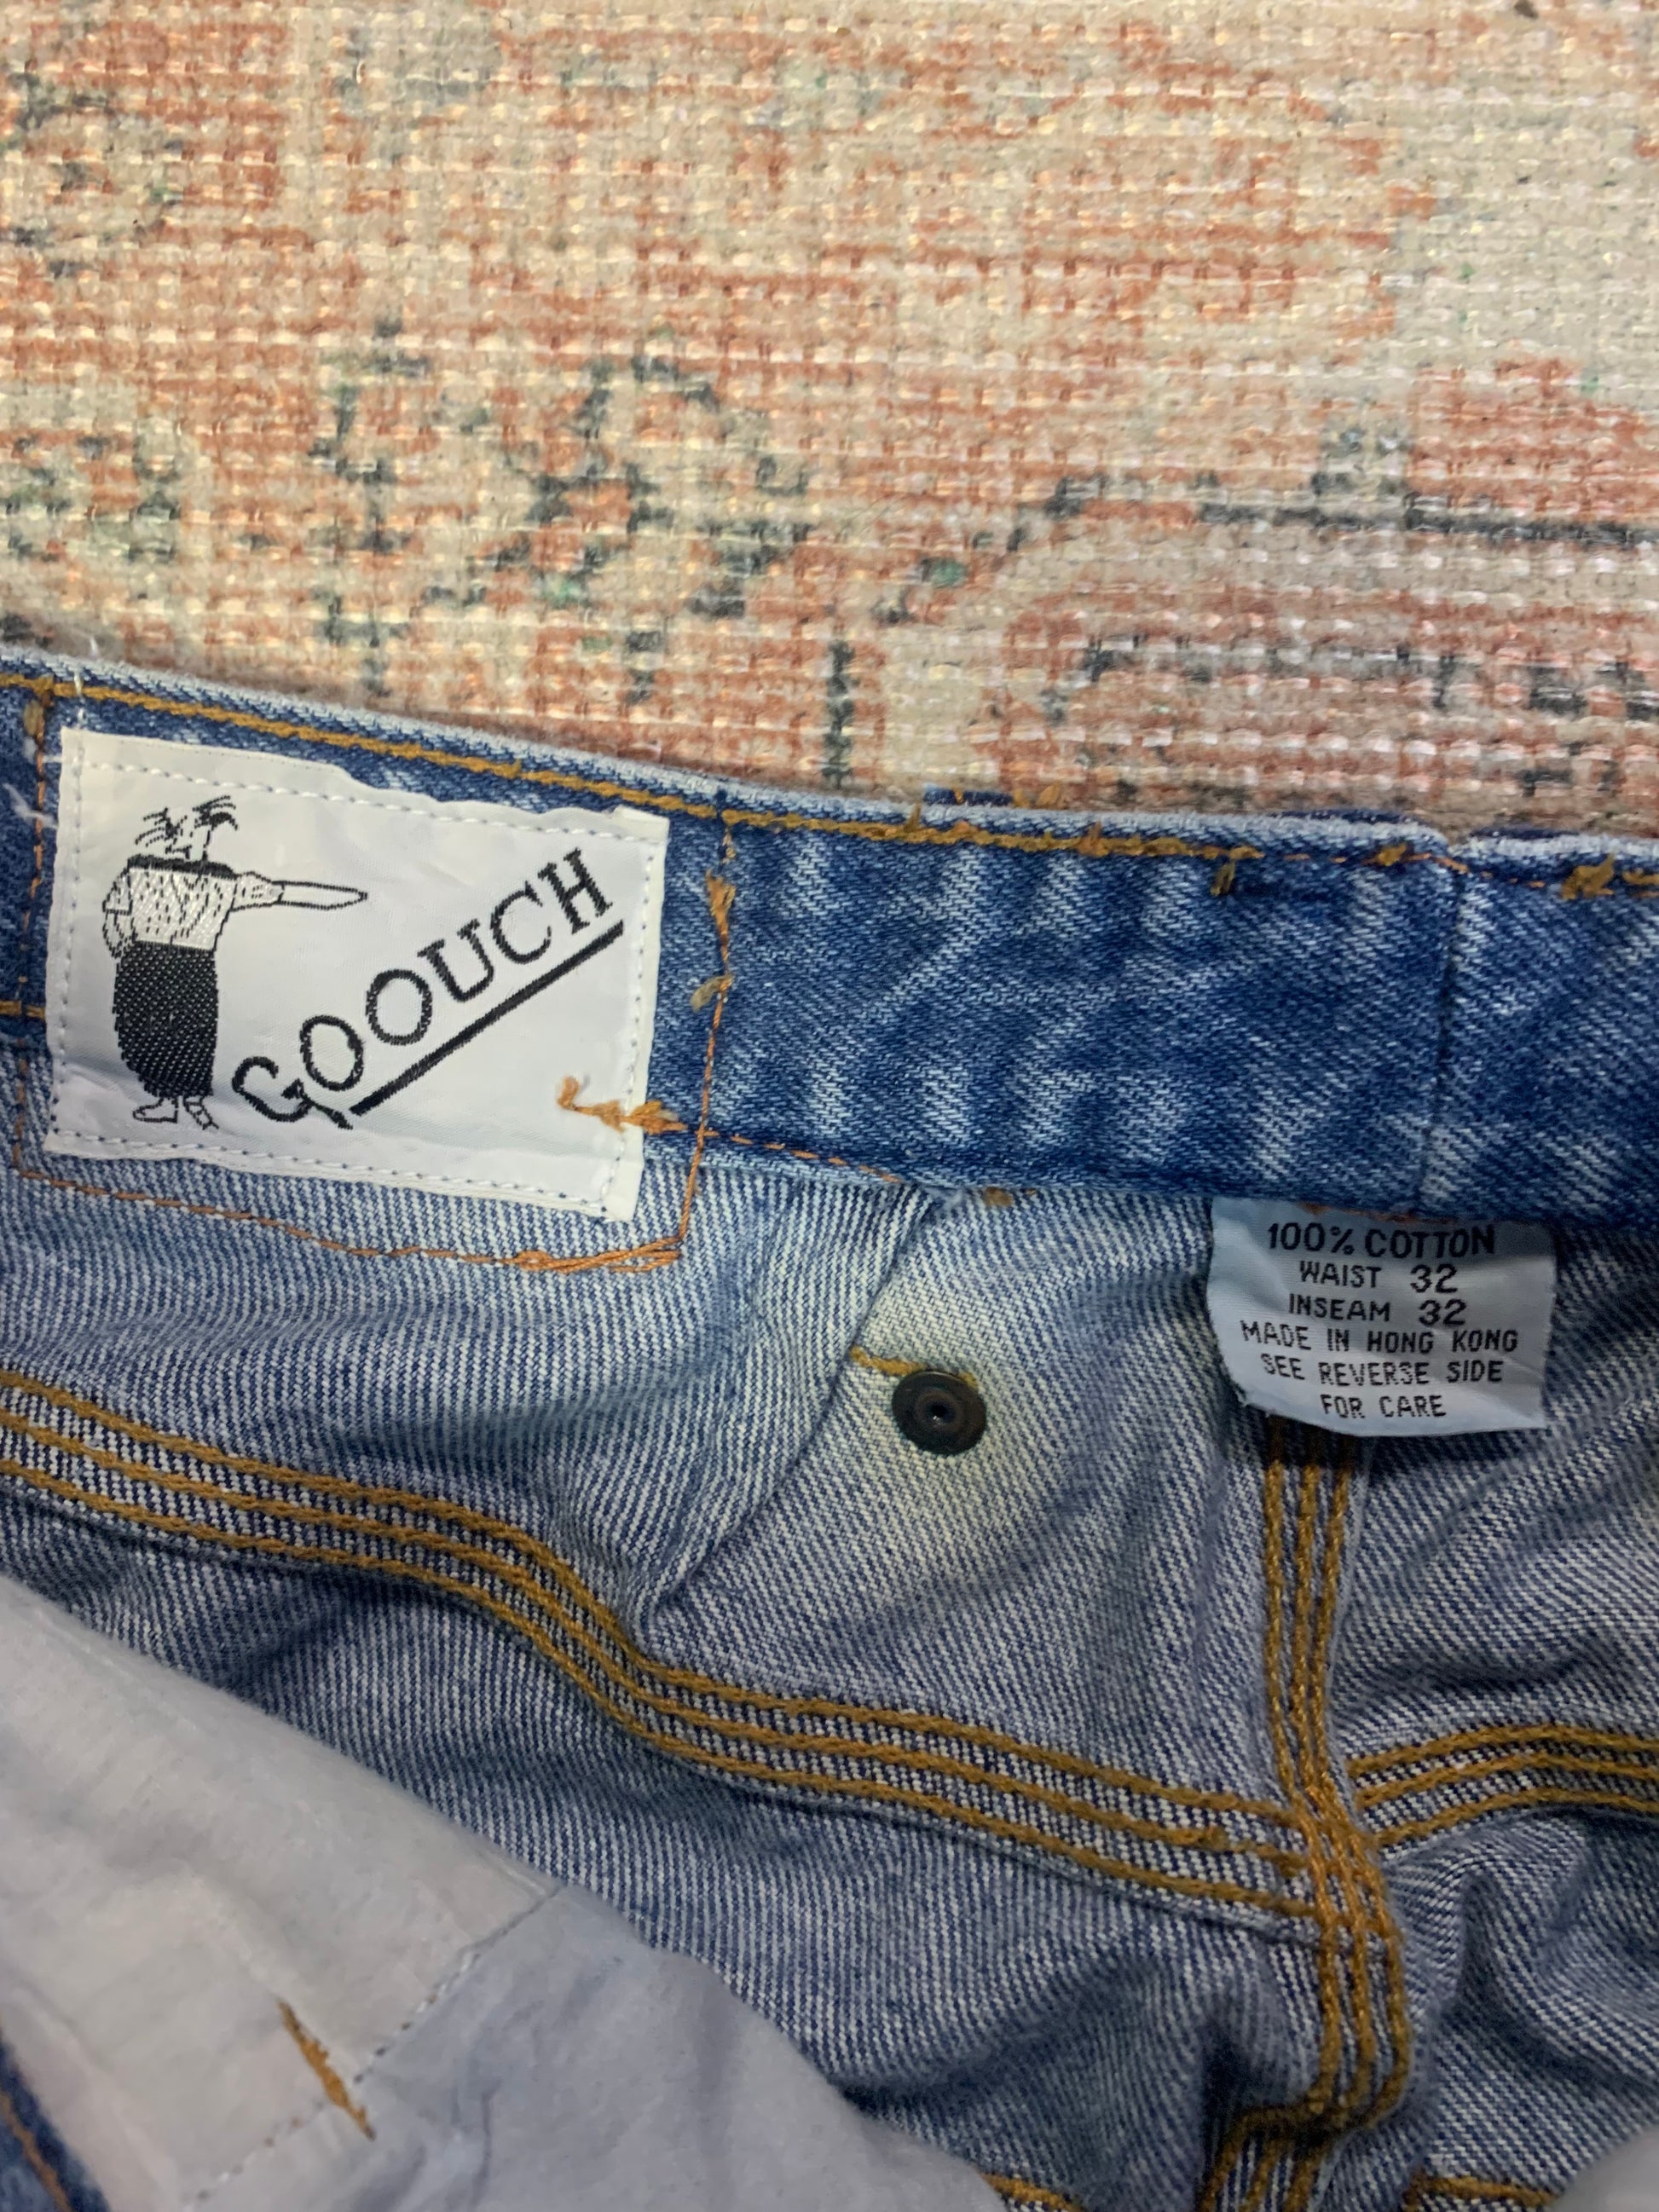 GOOUCH
100% COTTON
WAIST 32
INSEAM 32
MADE IN HONG KONG
SEE REVERSE SIDE
FOR CARE